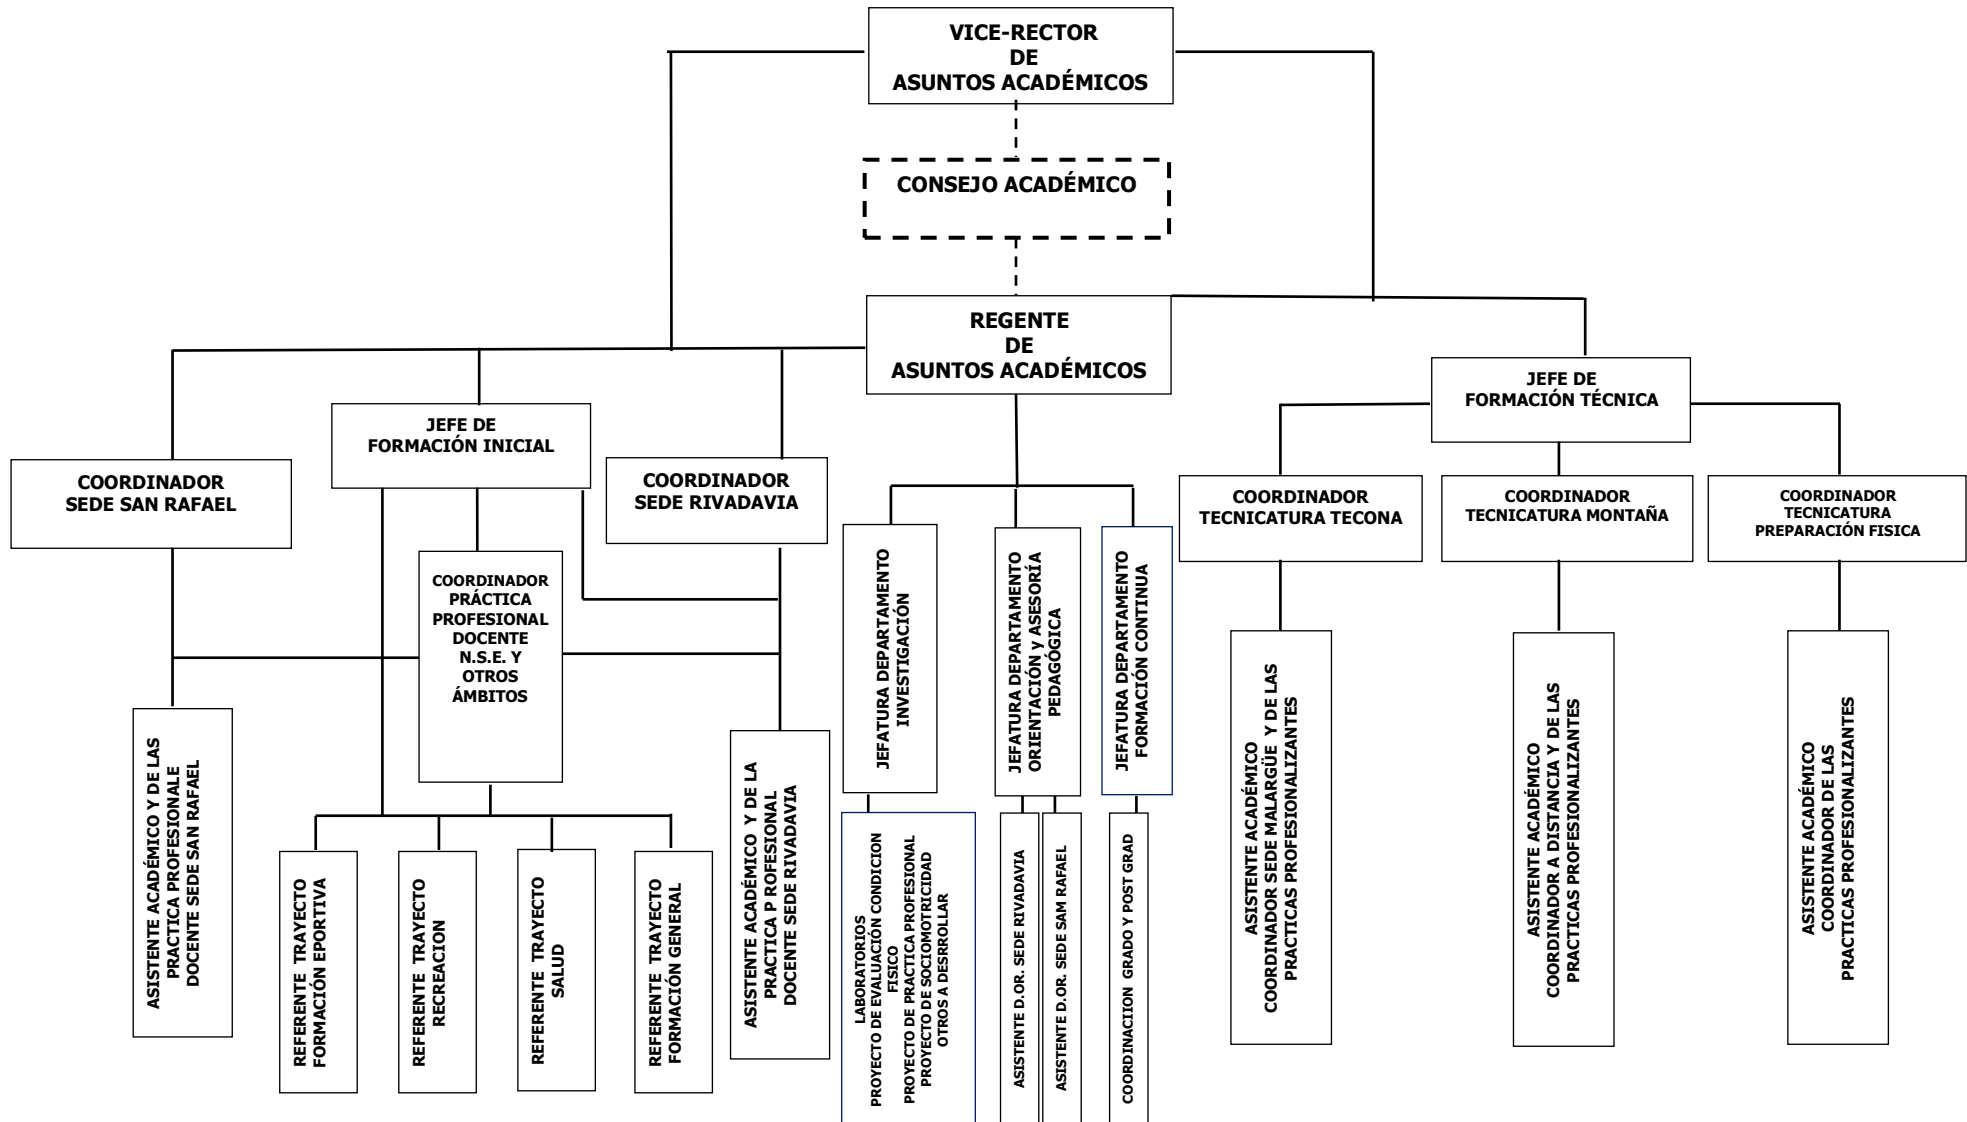 VICE-RECTOR
DE
ASUNTOS ACADÉMICOS
CONSEJO ACADÉMICO
REGENTE
DE
ASUNTOS ACADÉMICOS
JEFE DE
FORMACIÓN TÉCNICA
JEFE DE
FORMACIÓN INICIAL
COORDINADOR
SEDE SAN RAFAEL
COORDINADOR
SEDE RIVADAVIA
COORDINADOR
TECNICATURA TECONA
COORDINADOR
TECNICATURA MONTAÑA
COORDINADOR
TECNICATURA
PREPARACIÓN FISICA
COORDINADOR
PRÁCTICA
PROFESIONAL
DOCENTE
N.S.E. Y
OTROS
ÁMBITOS
JEFATURA DEPARTAMENTO
INVESTIGACIÓN
JEFATURA DEPARTAMENTO
ORIENTACIÓN y ASESORÍA
PEDAGÓGICA
JEFATURA DEPARTAMENTO
FORMACIÓN CONTINUA
ASISTENTE ACADÉMICO Y DE LAS
PRACTICA PROFESIONALE
DOCENTE SEDE SAN RAFAEL
REFERENTE TRAYECTO
FORMACIÓN EPORTIVA
REFERENTE TRAYECTO
RECREACION
REFERENTE TRAYECTO
SALUD
REFERENTE TRAYECTO
FORMACIÓN GENERAL
ASISTENTE ACADÉMICO Y DE LA
PRACTICA P ROFESIONAL
DOCENTE SEDE RIVADAVIA
LABORATORIOS
PROYECTO DE EVALUACIÓN CONDICION
FISICO
PROYECTO DE PRACTICA PROFESIONAL
PROYECTO DE SOCIOMOTRICIDAD
OTROS A DESRROLLAR
ASISTENTE D.OR. SEDE RIVADAVIA
ASISTENTE D.OR. SEDE SAM RAFAEL
COORDINACIION GRADO Y POST GRAD
ASISTENTE ACADÉMICO
COORDINADOR SEDE MALARGÜE Y DE LAS
PRACTICAS PROFESIONALIZANTES
ASISTENTE ACADÉMICO
COORDINADOR A DISTANCIA Y DE LAS
PRACTICAS PROFESIONALIZANTES
ASISTENTE ACADÉMICO
COORDINADOR DE LAS
PRACTICAS PROFESIONALIZANTES